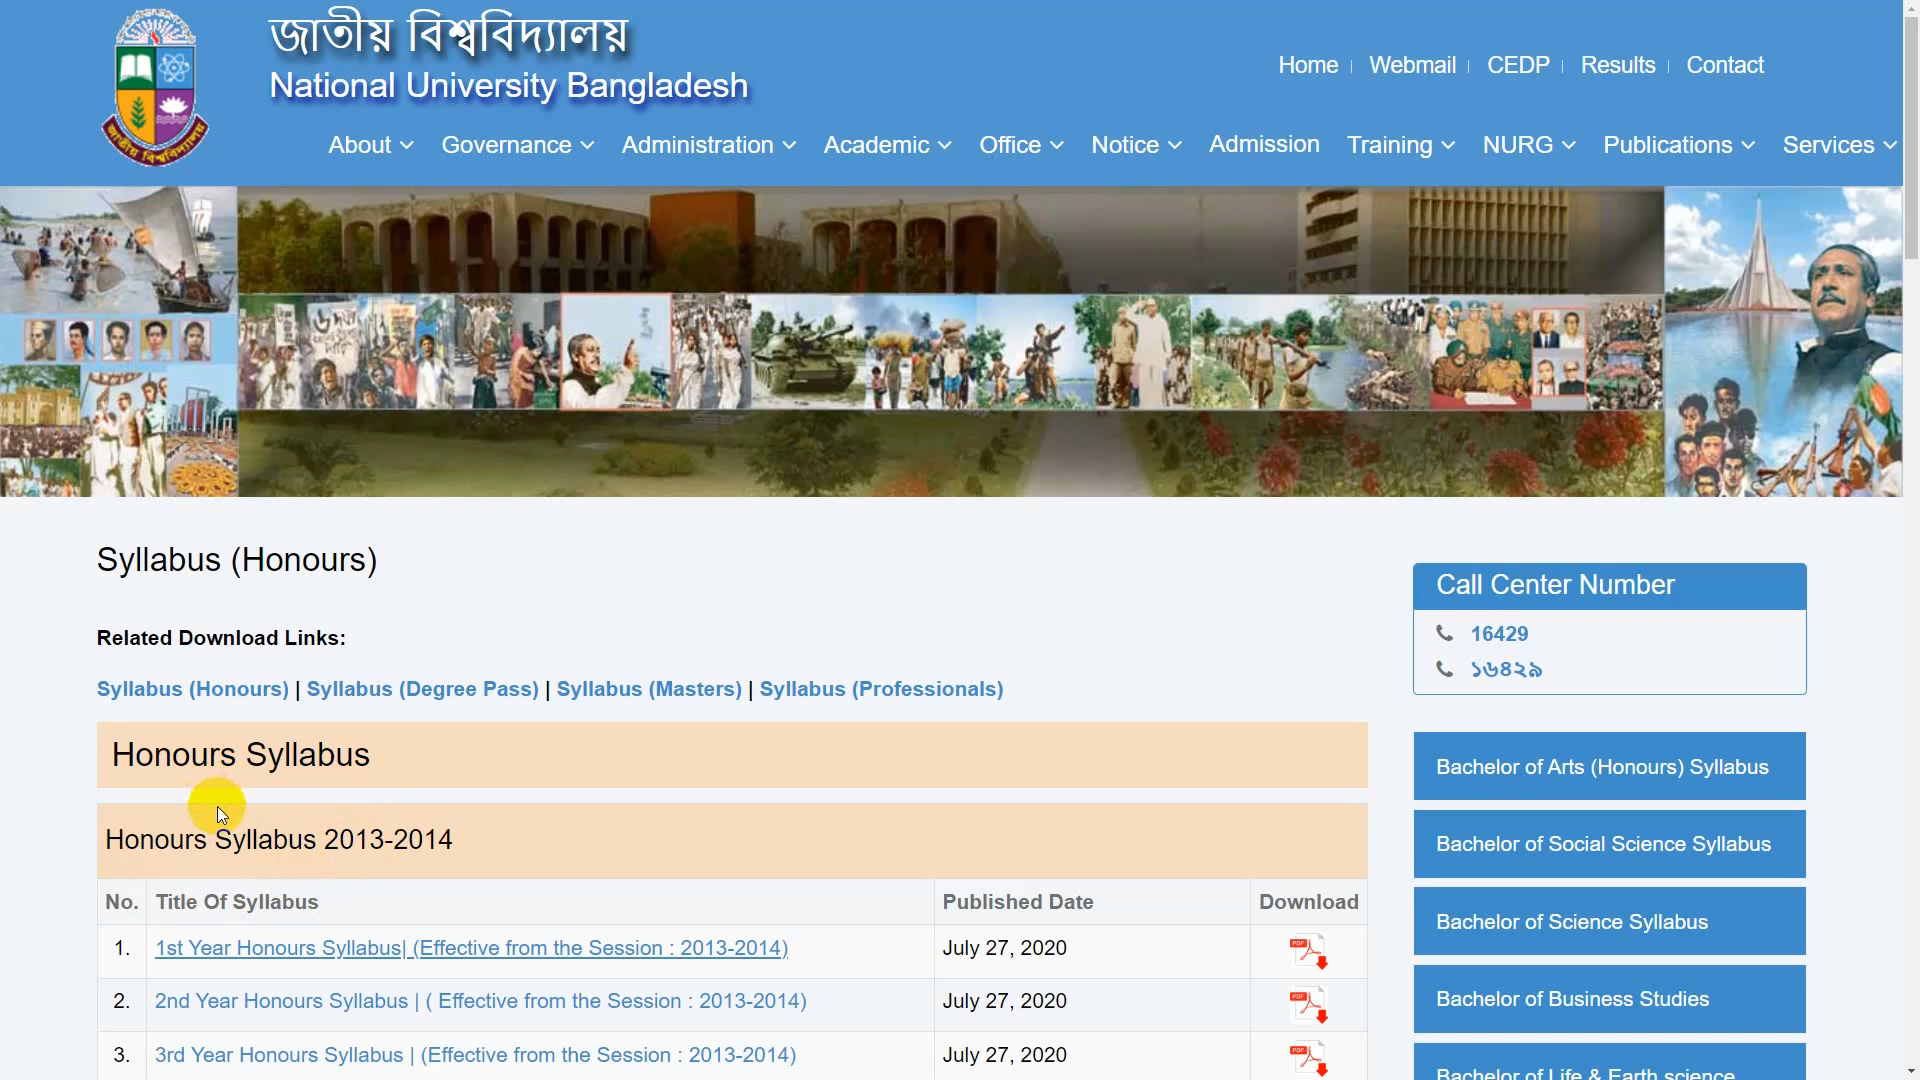 জাতীয় বিশ্ববিদ্যালয়
National University Bangladesh
Home | Webmail | CEDP | Results | Contact
About Governance Administration Academic Office Notice Admission Training NURG Publications Services
জাতীয় বিশ্ববিদ্যালয়
Syllabus (Honours)
Related Download Links:
Syllabus (Honours) | Syllabus (Degree Pass) | Syllabus (Masters) | Syllabus (Professionals)
Honours Syllabus
Honours Syllabus 2013-2014
No. Title Of Syllabus Published Date Download
1. 1st Year Honours Syllabus| (Effective from the Session : 2013-2014) July 27, 2020 PDF
2. 2nd Year Honours Syllabus | ( Effective from the Session : 2013-2014) July 27, 2020 PDF
3. 3rd Year Honours Syllabus | (Effective from the Session : 2013-2014) July 27, 2020 PDF
Call Center Number
16429
১৬৪২৯
Bachelor of Arts (Honours) Syllabus
Bachelor of Social Science Syllabus
Bachelor of Science Syllabus
Bachelor of Business Studies
Bachelor of Life & Earth science